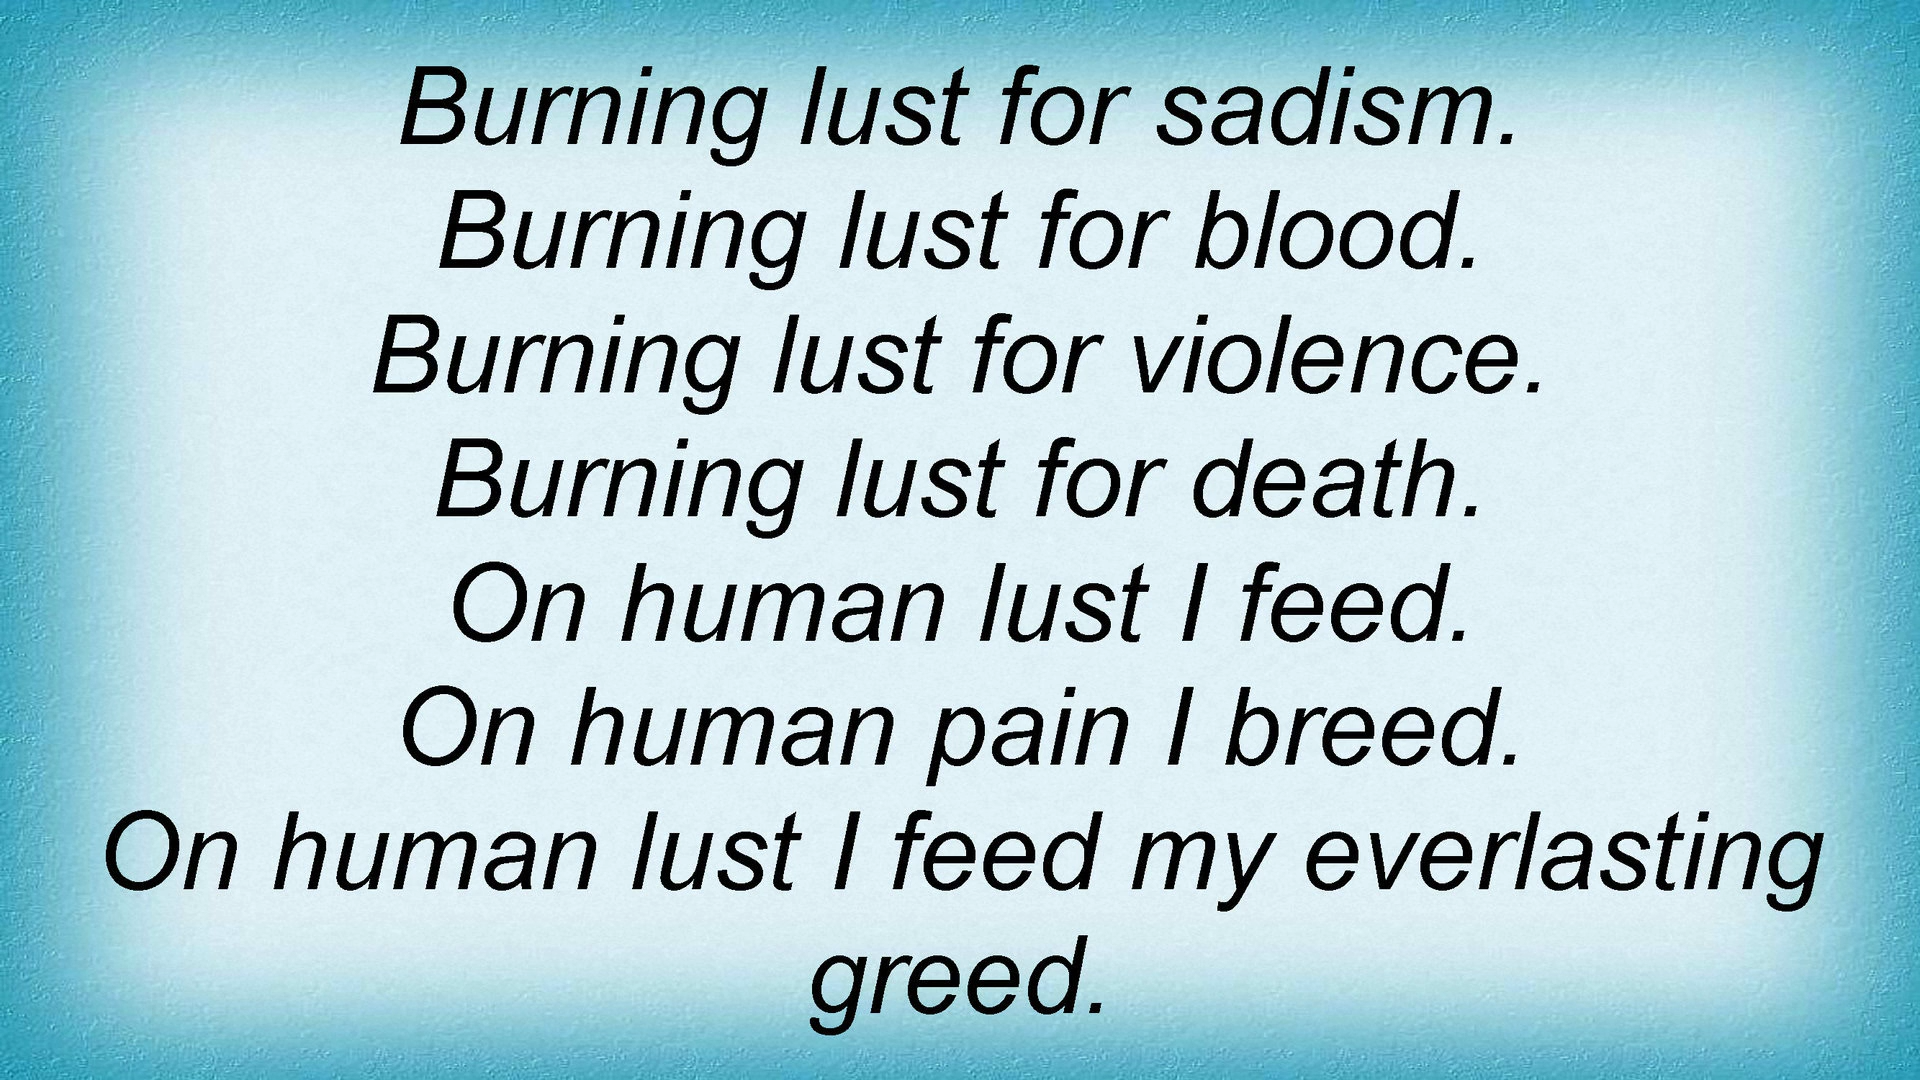 Burning lust for sadism.
Burning lust for blood.
Burning lust for violence.
Burning lust for death.
On human lust I feed.
On human pain I breed.
On human lust I feed my everlasting
greed.